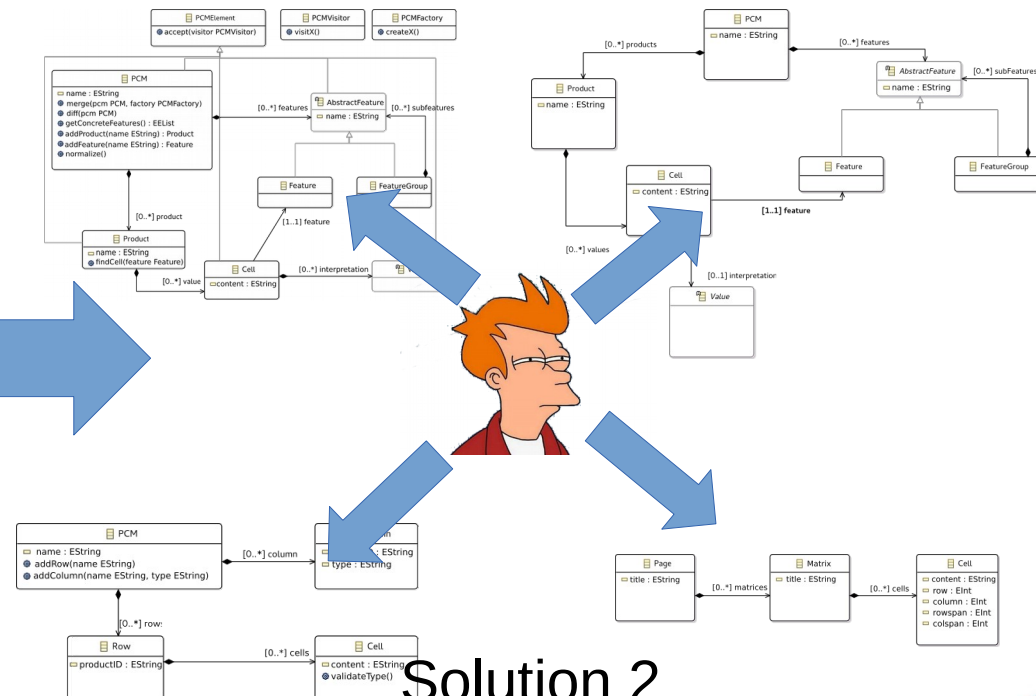 PCMElement
accept(visitor PCMVisitor)
PCMVisitor
visitX()
PCMFactory
createX()
PCM
name : EString
merge(pcm PCM, factory PCMFactory)
diff(pcm PCM)
getConcreteFeatures() : EEList
addProduct(name EString) : Product
addFeature(name EString) : Feature
normalize()
[0..*] features
AbstractFeature
name : EString
[0..*] subfeatures
Feature
FeatureGroup
[1..1] feature
[0..*] product
Product
name : EString
findCell(feature Feature)
[0..*] value
Cell
content : EString
[0..*] interpretation
PCM
name : EString
[0..*] products
[0..*] features
Product
name : EString
AbstractFeature
name : EString
[0..*] subFeatures
Cell
content : EString
Feature
FeatureGroup
[1..1] feature
[0..*] values
[0..1] interpretation
Value
PCM
name : EString
addRow(name EString)
addColumn(name EString, type EString)
[0..*] column
EString
type : EString
[0..*] rows
Row
productID : EString
[0..*] cells
Cell
content : EString
validateType()
Page
title : EString
[0..*] matrices
Matrix
title : EString
[0..*] cells
Cell
content : EString
row : EInt
column : EInt
rowspan : EInt
colspan : EInt
Solution ?